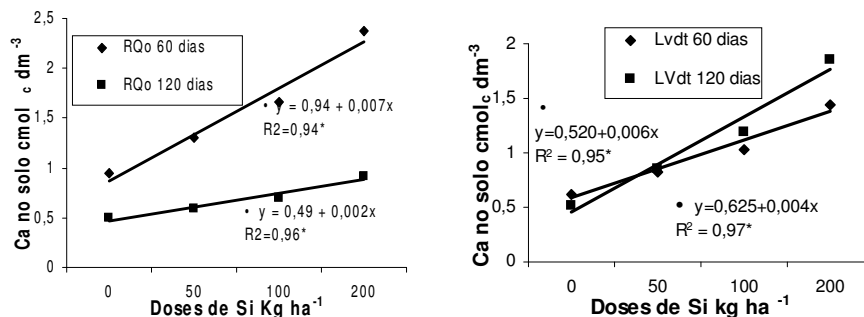 2,5
2
1,5
1
0,5
0
Ca no solo cmol c dm-3
RQo 60 dias
RQo 120 dias
• y = 0,94 + 0,007x
R2=0,94*
• y = 0,49 + 0,002x
R2=0,96*
0 50 100 200
Doses de Si Kg ha -1
2
1,5
1
0,5
0
Ca no solo cmolc dm-3
Lvdt 60 dias
LVdt 120 dias
y=0,520+0,006x
R2 = 0,95*
• y=0,625+0,004x
R2 = 0,97*
0 50 100 200
Doses de Si kg ha -1